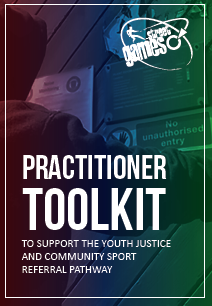 street
games
No
unauthorised
entry
PRACTITIONER
TOOLKIT
TO SUPPORT THE YOUTH JUSTICE
AND COMMUNITY SPORT
REFERRAL PATHWAY